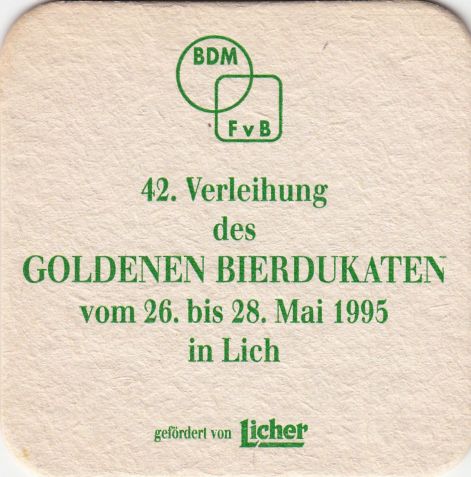 BDM
FvB
42. Verleihung
des
GOLDENEN BIERDUKATEN
vom 26. bis 28. Mai 1995
in Lich
gefördert von Licher